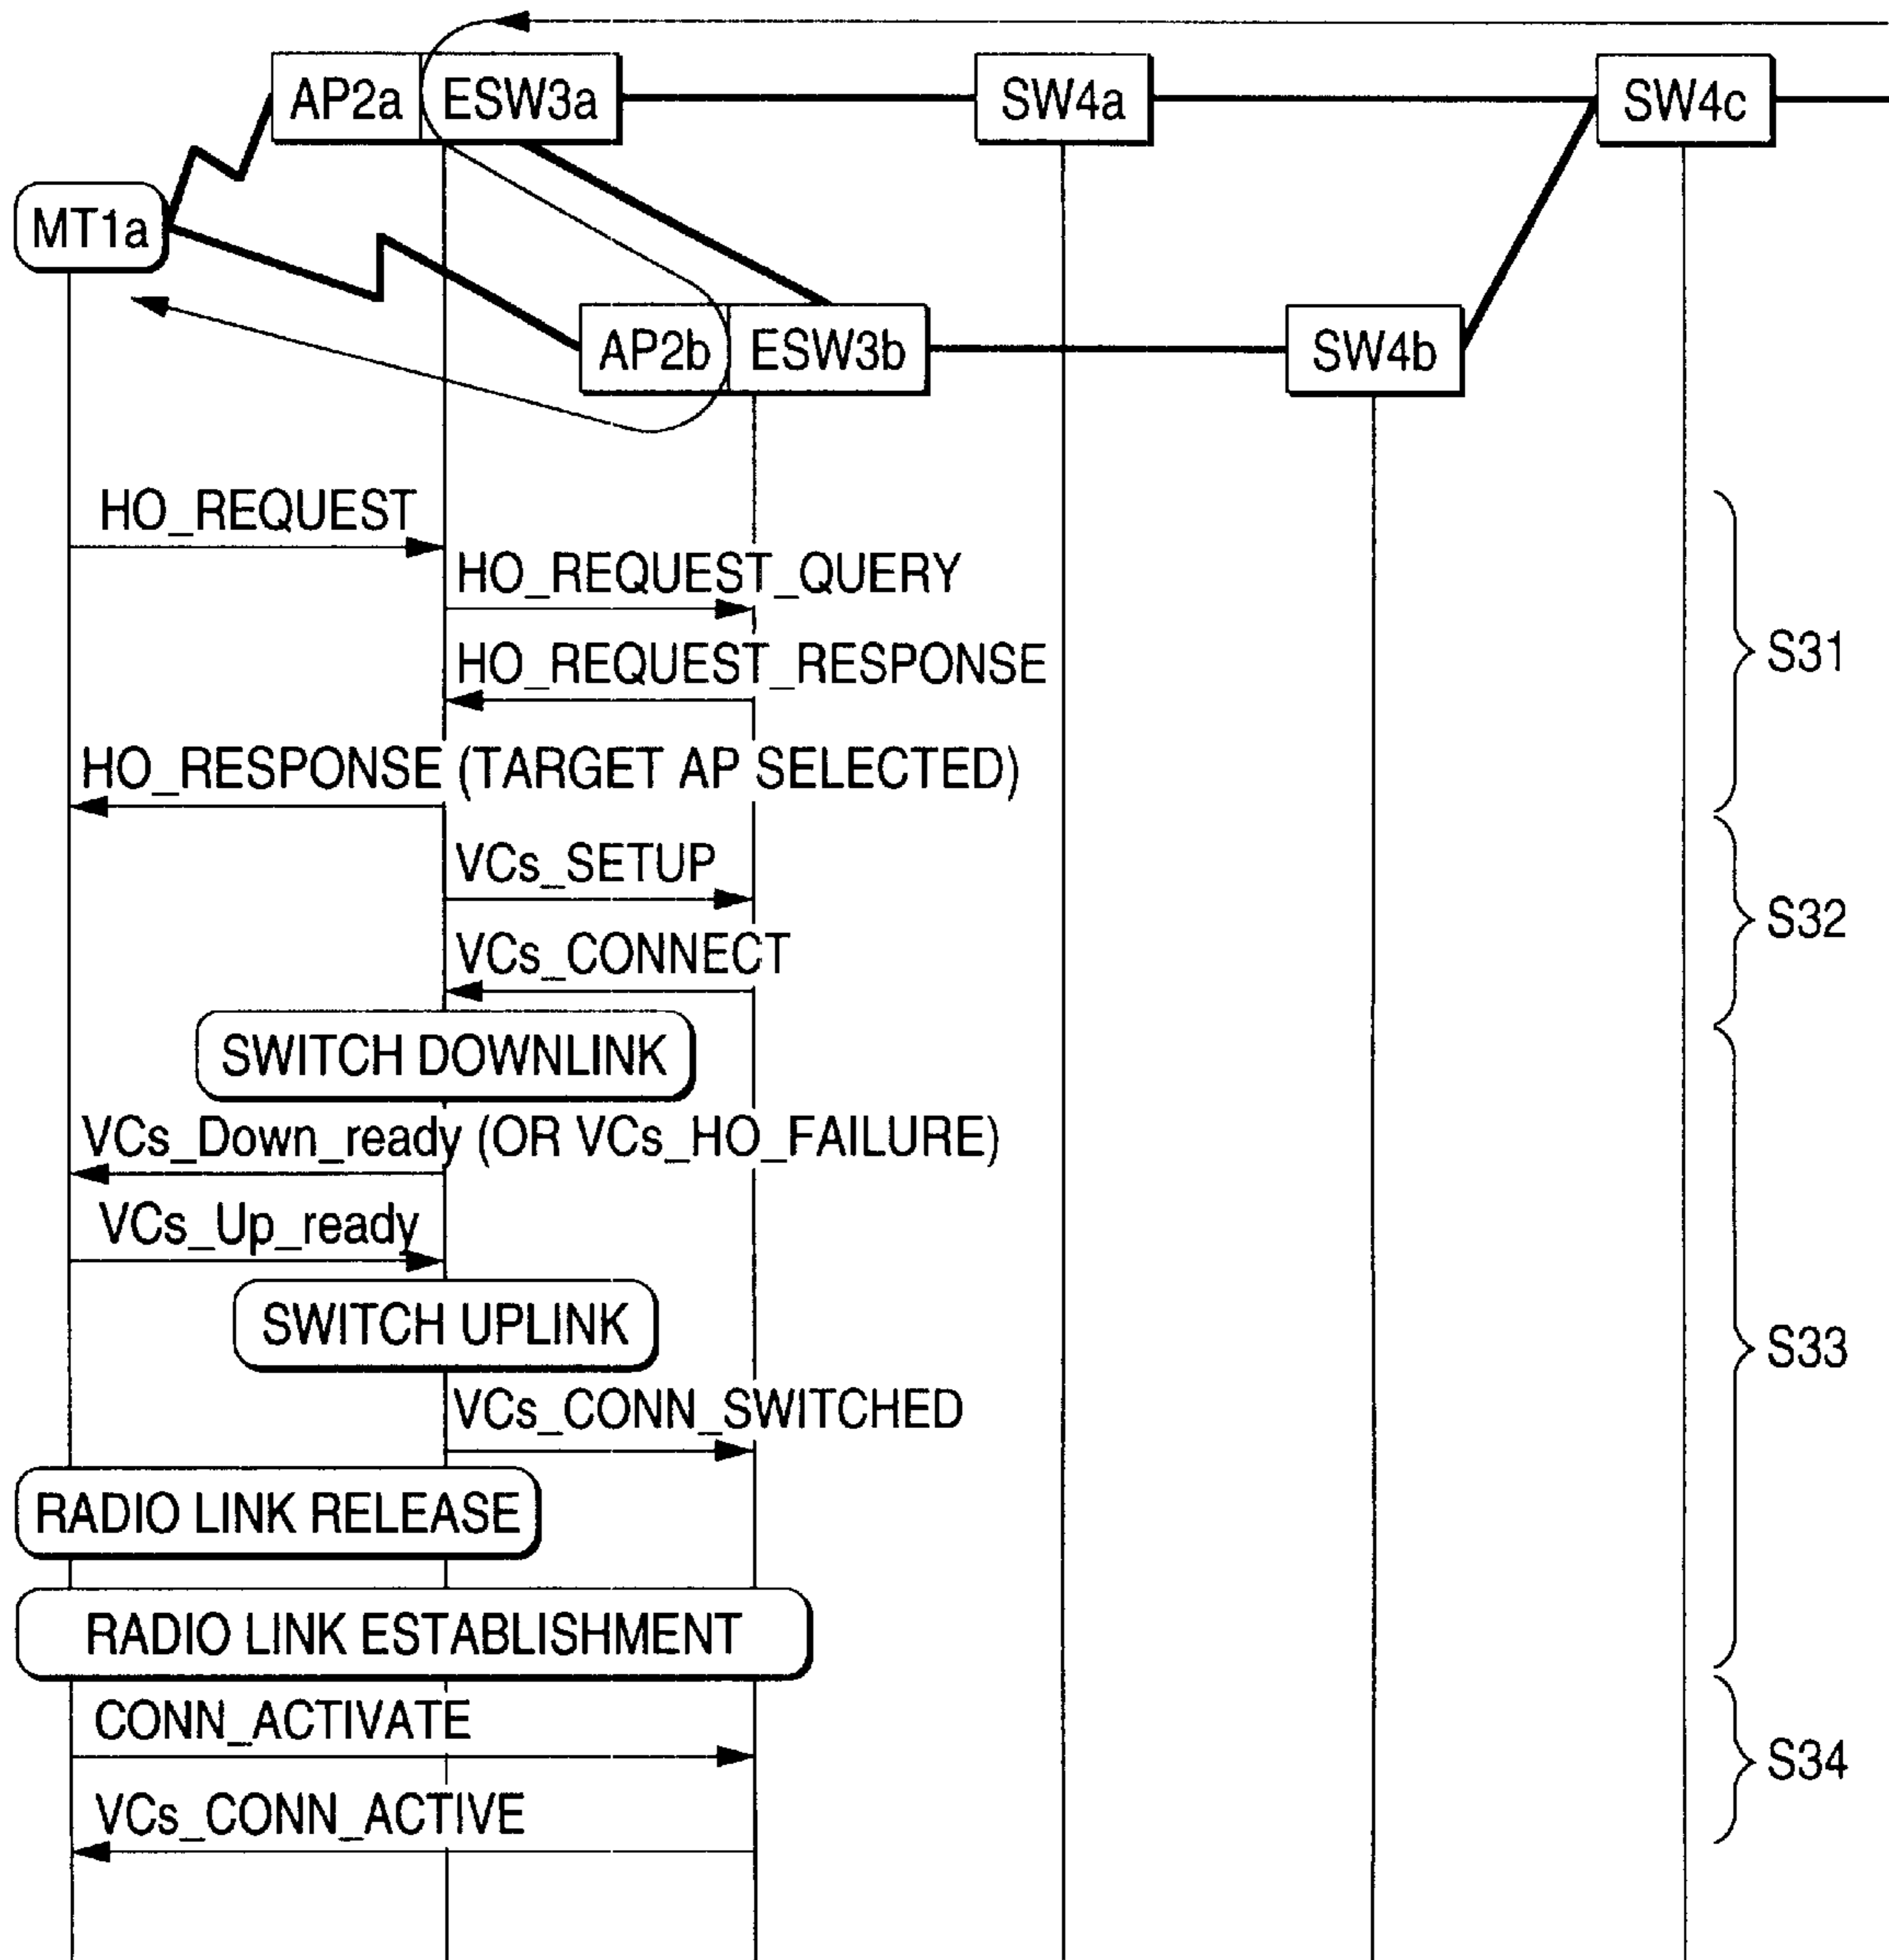 AP2a ESW3a SW4a SW4c
MT1a
AP2b ESW3b SW4b
HO_REQUEST
HO_REQUEST_QUERY
HO_REQUEST_RESPONSE
S31
HO_RESPONSE (TARGET AP SELECTED)
VCs_SETUP
S32
VCs_CONNECT
SWITCH DOWNLINK
VCs_Down_ready (OR VCs_HO_FAILURE)
VCs_Up_ready
SWITCH UPLINK
S33
VCs_CONN_SWITCHED
RADIO LINK RELEASE
RADIO LINK ESTABLISHMENT
CONN_ACTIVATE
S34
VCs_CONN_ACTIVE